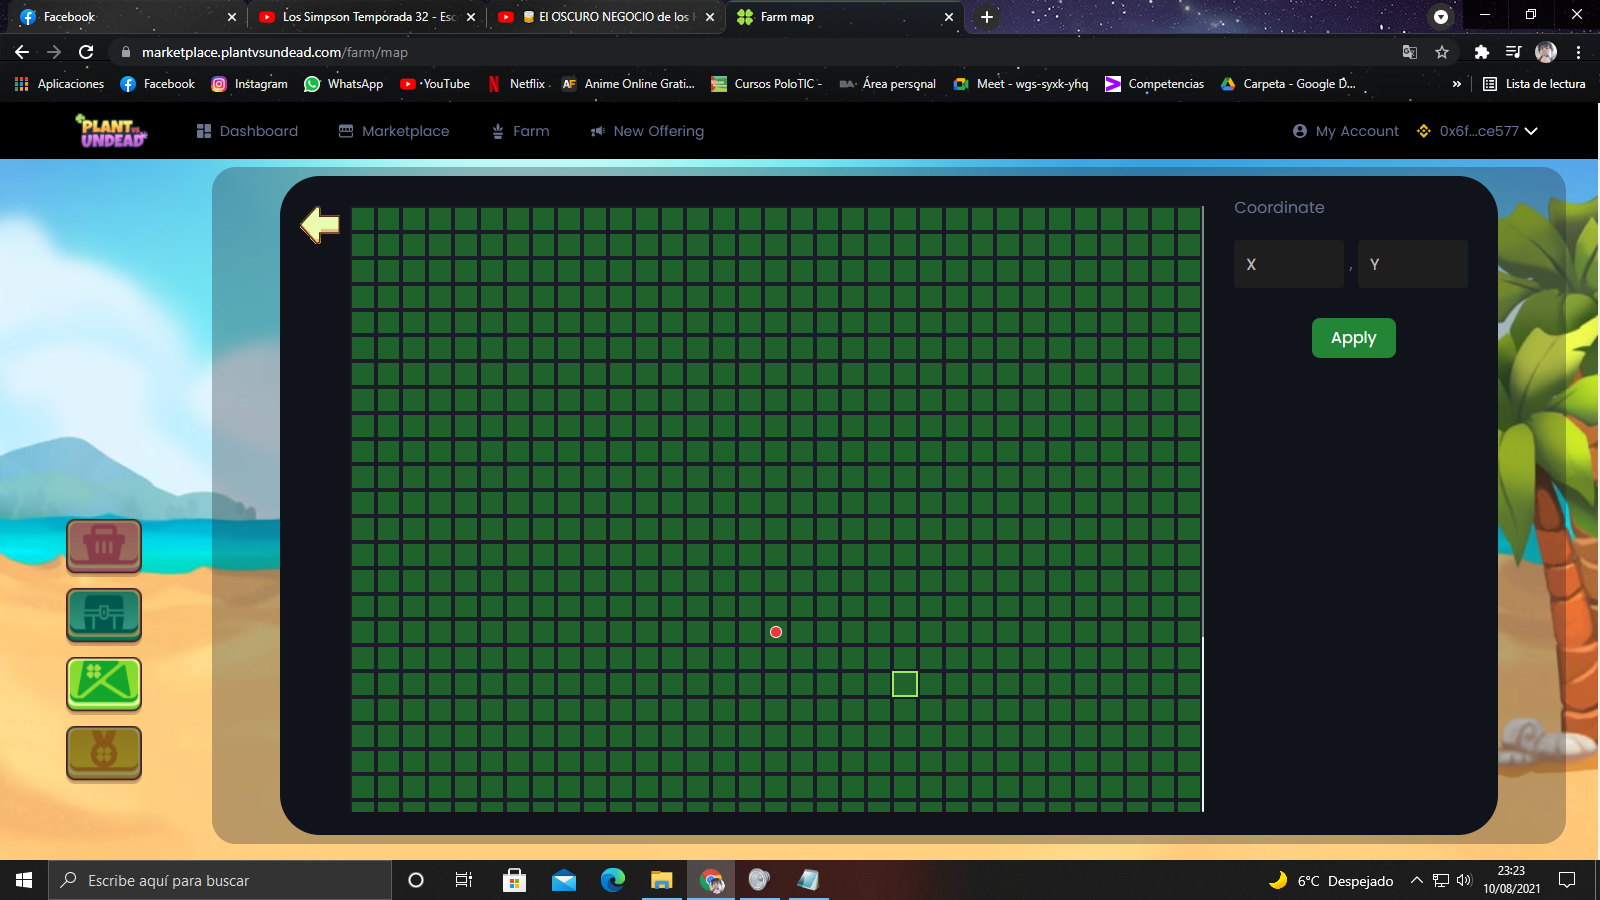 Facebook
Los Simpson Temporada 32 - Esc
El OSCURO NEGOCIO de los
Farm map
marketplace.plantvsundead.com/farm/map
Aplicaciones
Facebook
Instagram
WhatsApp
YouTube
Netflix
AF
Anime Online Grati...
Cursos PoloTIC -
BA
Área personal
Meet - wgs-syxk-yhq
Competencias
Carpeta - Google D...
»
Lista de lectura
PLANT VS UNDEAD
Dashboard
Marketplace
Farm
New Offering
My Account
0x6f...ce577
Coordinate
X , Y
Apply
Escribe aquí para buscar
6°C Despejado
23:23
10/08/2021